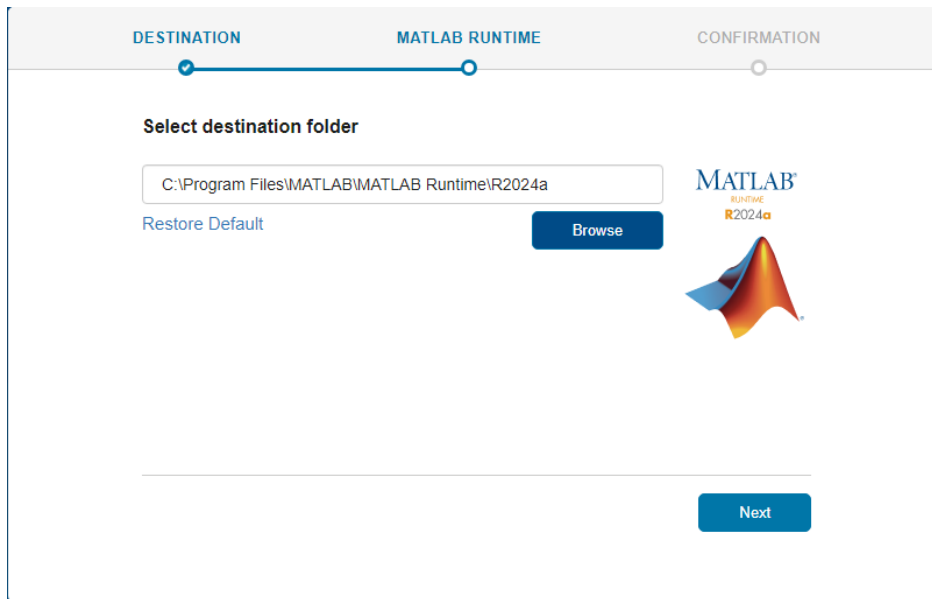 DESTINATION MATLAB RUNTIME CONFIRMATION
Select destination folder
C:\Program Files\MATLAB\MATLAB Runtime\R2024a
Restore Default
Browse
MATLAB®
RUNTIME
R2024a
Next